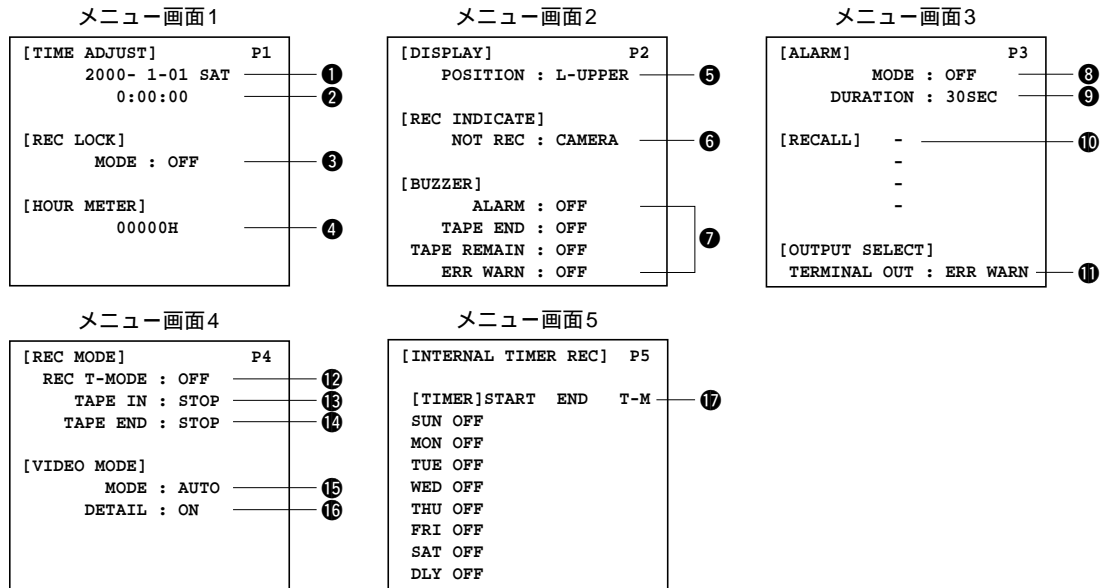 メニュー画面1
[TIME ADJUST] P1
2000- 1-01 SAT ❶
0:00:00 ❷
[REC LOCK]
MODE : OFF ❸
[HOUR METER]
00000H ❹
メニュー画面2
[DISPLAY] P2
POSITION : L-UPPER ❺
[REC INDICATE]
NOT REC : CAMERA ❻
[BUZZER]
ALARM : OFF
TAPE END : OFF
❼
TAPE REMAIN : OFF
ERR WARN : OFF
メニュー画面3
[ALARM] P3
MODE : OFF ❽
DURATION : 30SEC ❾
[RECALL] - ❿
-
-
-
[OUTPUT SELECT]
TERMINAL OUT : ERR WARN ⓫
メニュー画面4
[REC MODE] P4
REC T-MODE : OFF ⓬
TAPE IN : STOP ⓭
TAPE END : STOP ⓮
[VIDEO MODE]
MODE : AUTO ⓯
DETAIL : ON ⓰
メニュー画面5
[INTERNAL TIMER REC] P5
[TIMER]START END T-M ⓱
SUN OFF
MON OFF
TUE OFF
WED OFF
THU OFF
FRI OFF
SAT OFF
DLY OFF